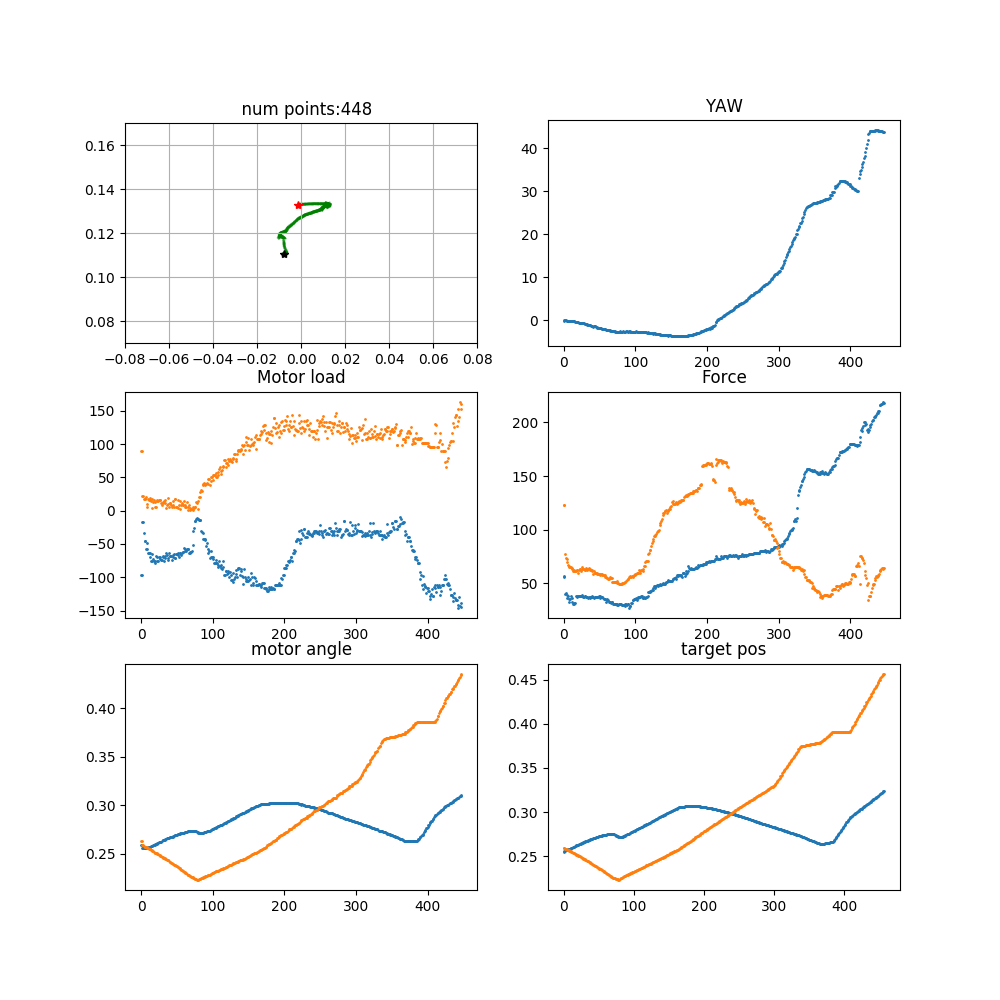 num points:448
0.16
0.14
0.12
0.10
0.08
−0.08 −0.06 −0.04 −0.02 0.00 0.02 0.04 0.06 0.08
YAW
40
30
20
10
0
0 100 200 300 400
Motor load
150
100
50
0
−50
−100
−150
0 100 200 300 400
Force
200
150
100
50
0 100 200 300 400
motor angle
0.40
0.35
0.30
0.25
0 100 200 300 400
target pos
0.45
0.40
0.35
0.30
0.25
0 100 200 300 400